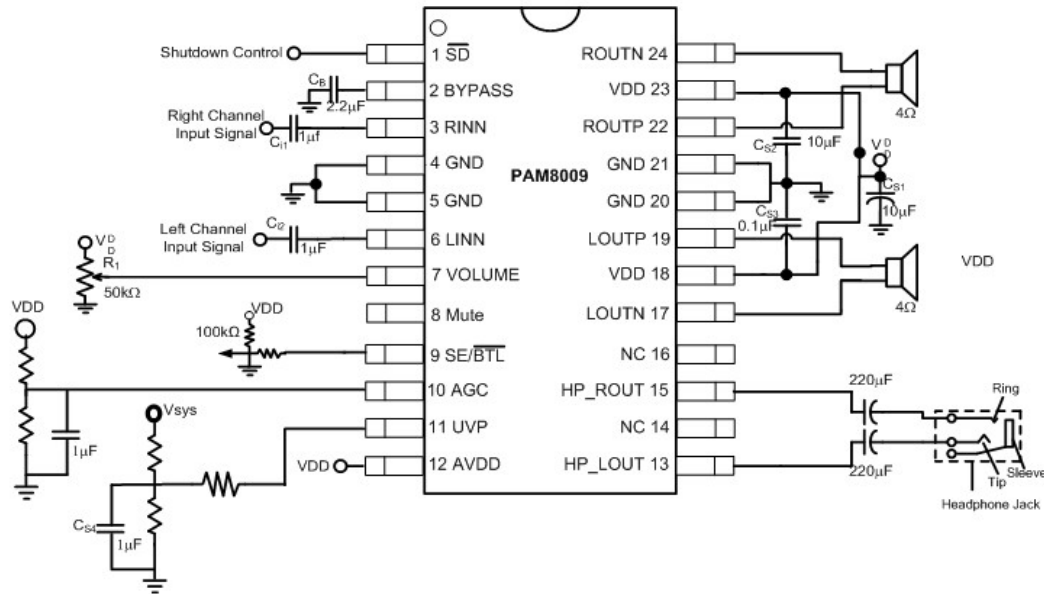 Shutdown Control
1 SD
ROUTN 24
C_B
2.2µF
2 BYPASS
VDD 23
4Ω
Right Channel
Input Signal
C_i1
1µf
3 RINN
ROUTP 22
C_S2
10µF
V_D^D
4 GND
PAM8009
GND 21
C_S1
10µF
5 GND
GND 20
C_S3
0.1µF
Left Channel
Input Signal
C_i2
1µF
6 LINN
LOUTP 19
V_D^D
R_1
50kΩ
7 VOLUME
VDD 18
VDD
4Ω
VDD
8 Mute
LOUTN 17
VDD
100kΩ
9 SE/BTL
NC 16
10 AGC
HP_ROUT 15
220µF
Ring
Vsys
1µF
11 UVP
NC 14
VDD
12 AVDD
HP_LOUT 13
220µF
Tip
Sleeve
Headphone Jack
C_S4
1µF